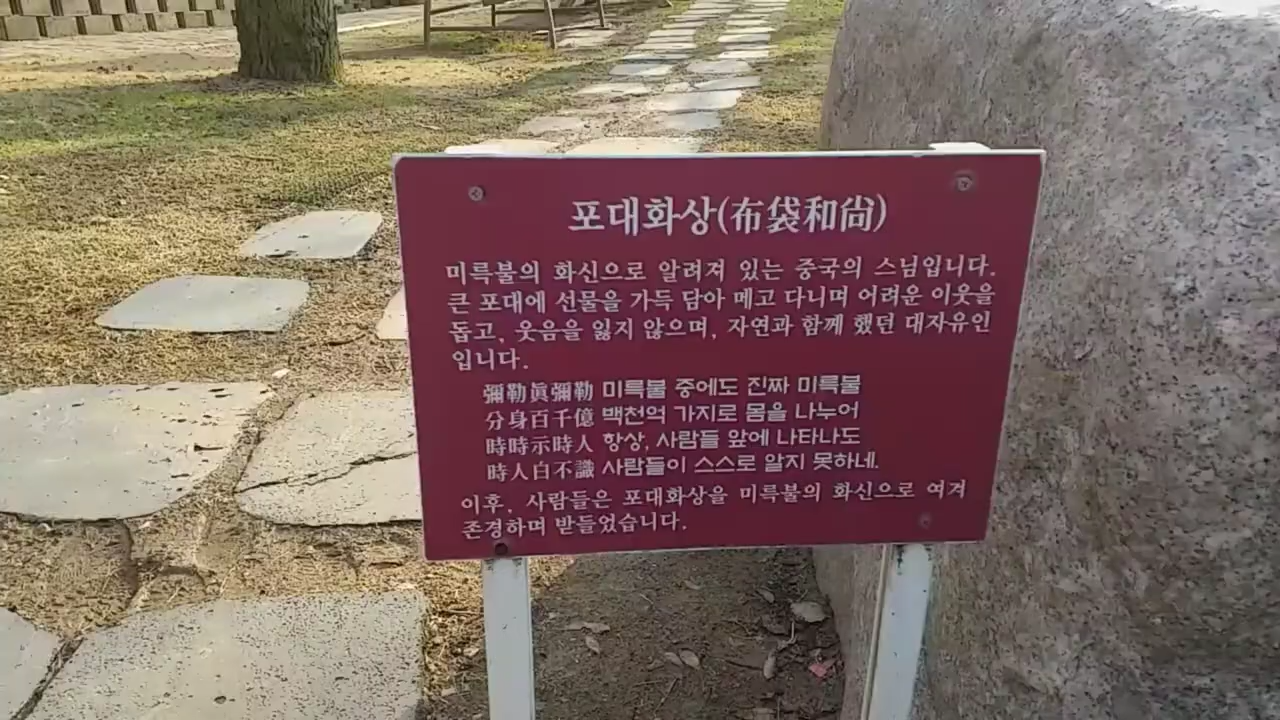 포대화상(布袋和尙)
미륵불의 화신으로 알려져 있는 중국의 스님입니다.
큰 포대에 선물을 가득 담아 메고 다니며 어려운 이웃을
돕고, 웃음을 잃지 않으며, 자연과 함께 했던 대자유인
입니다.
彌勒眞彌勒 미륵불 중에도 진짜 미륵불
分身百千億 백천억 가지로 몸을 나누어
時時示時人 항상, 사람들 앞에 나타나도
時人白不識 사람들이 스스로 알지 못하네.
이후, 사람들은 포대화상을 미륵불의 화신으로 여겨
존경하며 받들었습니다.